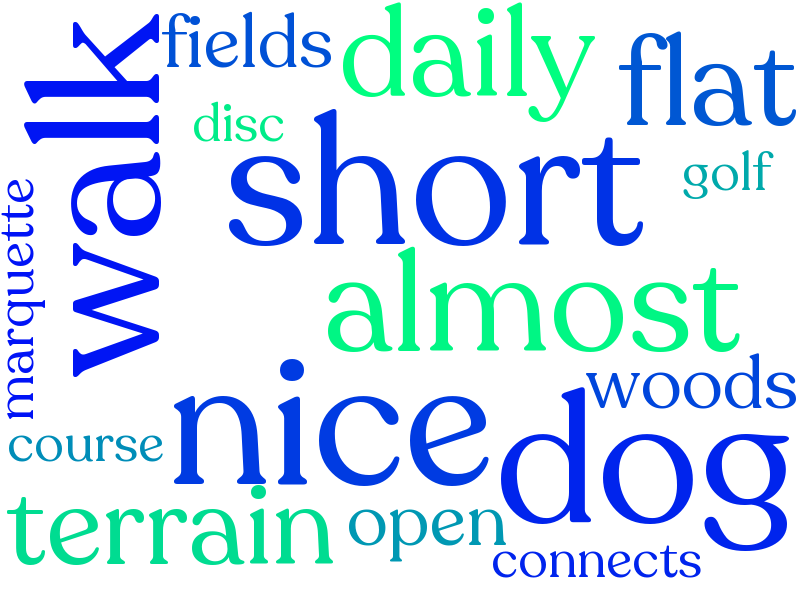 fields
daily
flat
walk
disc
short
golf
marquette
almost
nice
woods
course
dog
terrain
open
connects